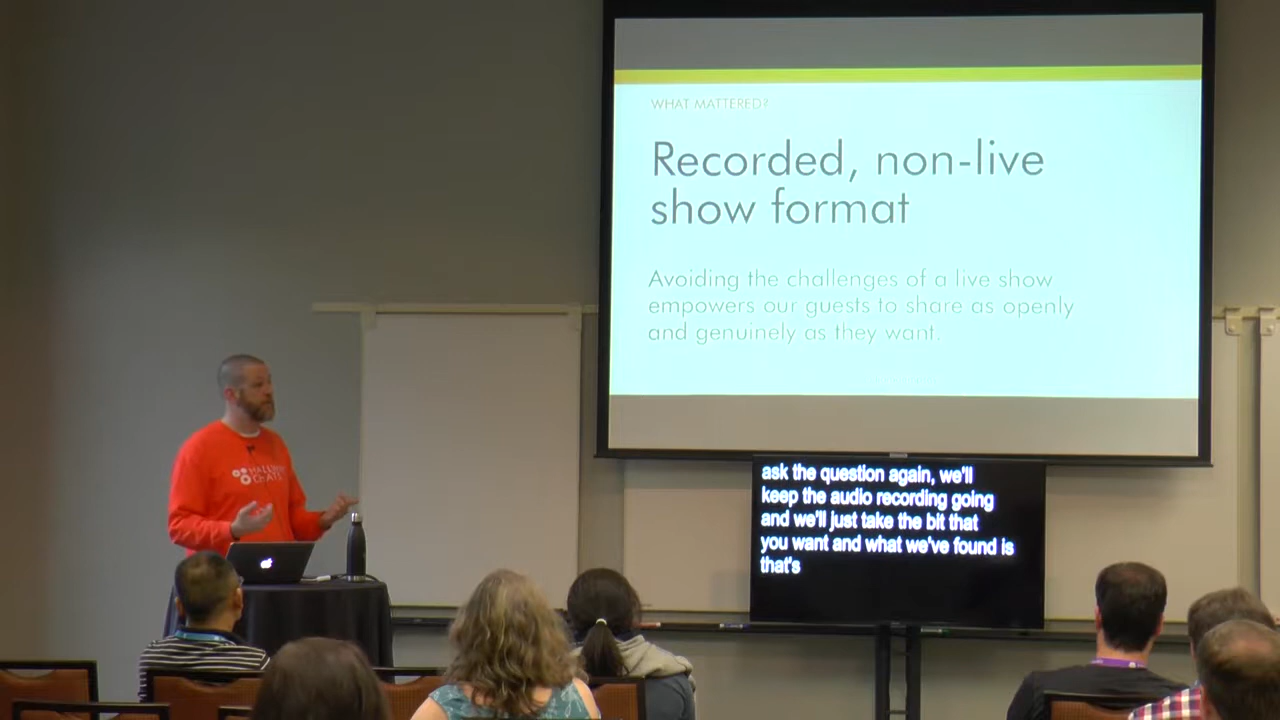 WHAT MATTERED?
Recorded, non-live
show format
Avoiding the challenges of a live show
empowers our guests to share as openly
and genuinely as they want.
ask the question again, we'll
keep the audio recording going
and we'll just take the bit that
you want and what we've found is
that's
HALLWAY
CHATS